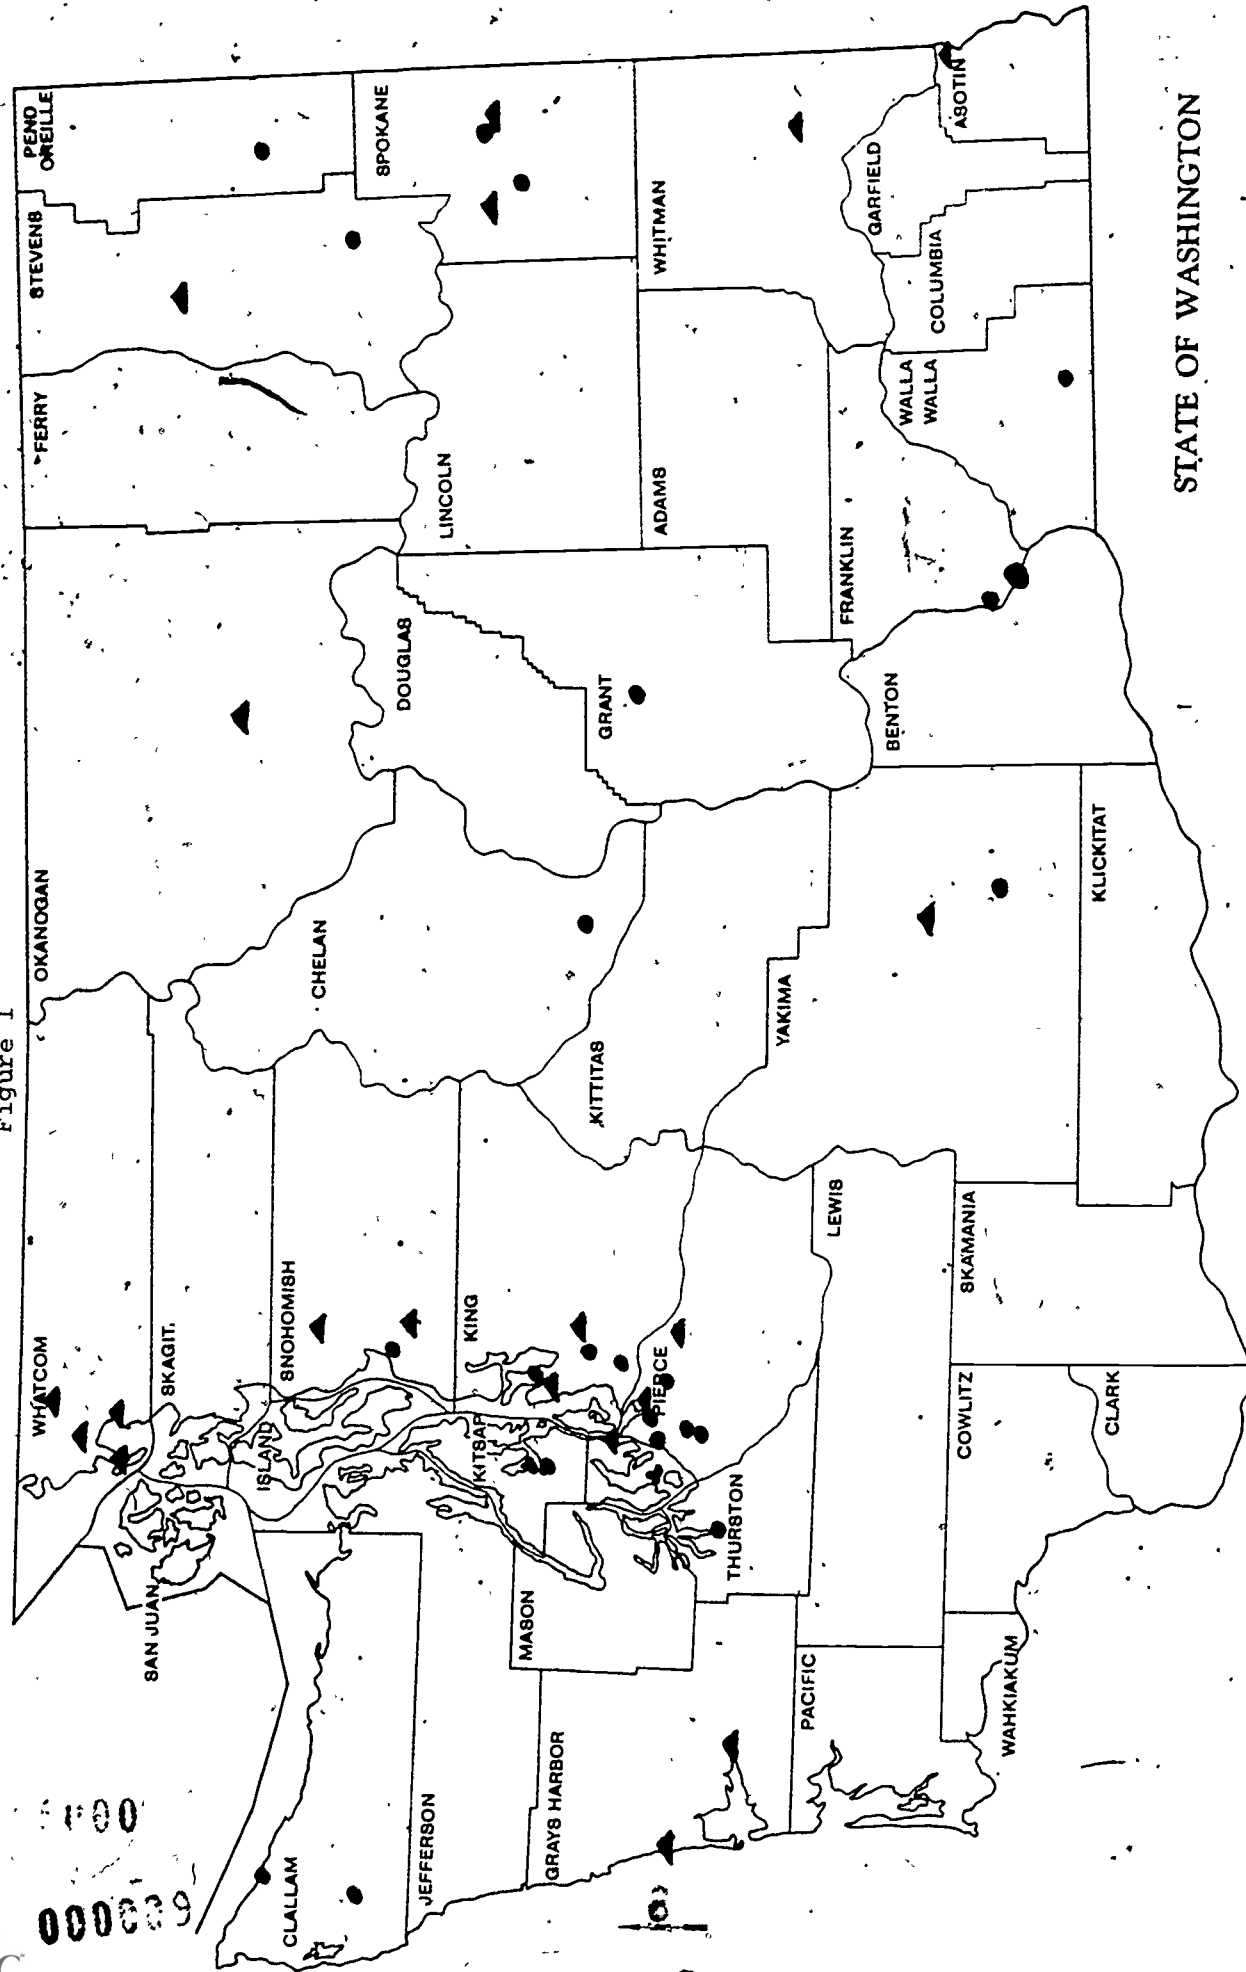 Figure 1
WHATCOM
OKANOGAN
FERRY
STEVENS
PEND
OREILLE
SAN JUAN
SKAGIT
ISLAND
SNOHOMISH
CHELAN
DOUGLAS
LINCOLN
SPOKANE
CLALLAM
JEFFERSON
KITSAP
KING
KITTITAS
GRANT
ADAMS
WHITMAN
GRAYS HARBOR
MASON
THURSTON
PIERCE
YAKIMA
BENTON
FRANKLIN
WALLA
WALLA
COLUMBIA
GARFIELD
ASOTIN
PACIFIC
LEWIS
WAHKIAKUM
COWLITZ
SKAMANIA
CLARK
KLICKITAT
STATE OF WASHINGTON